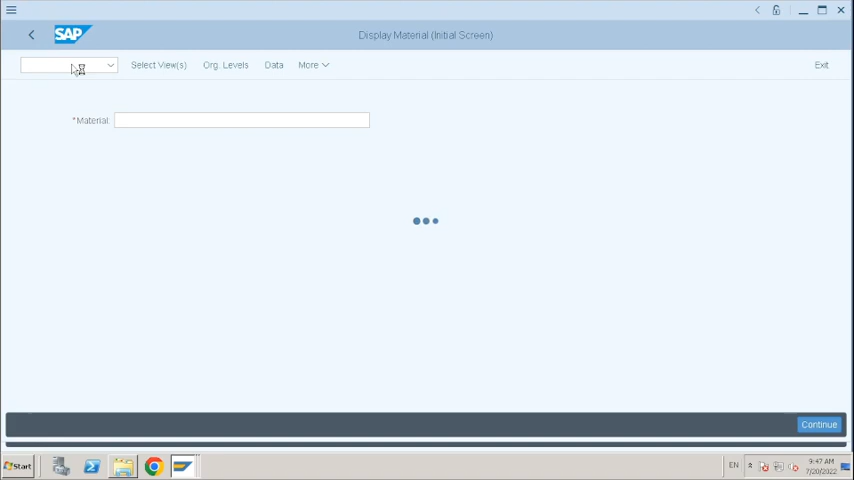 SAP
Display Material (Initial Screen)
Select View(s) Org. Levels Data More Exit
*Material:
Continue
Start
EN
9:47 AM
7/20/2022